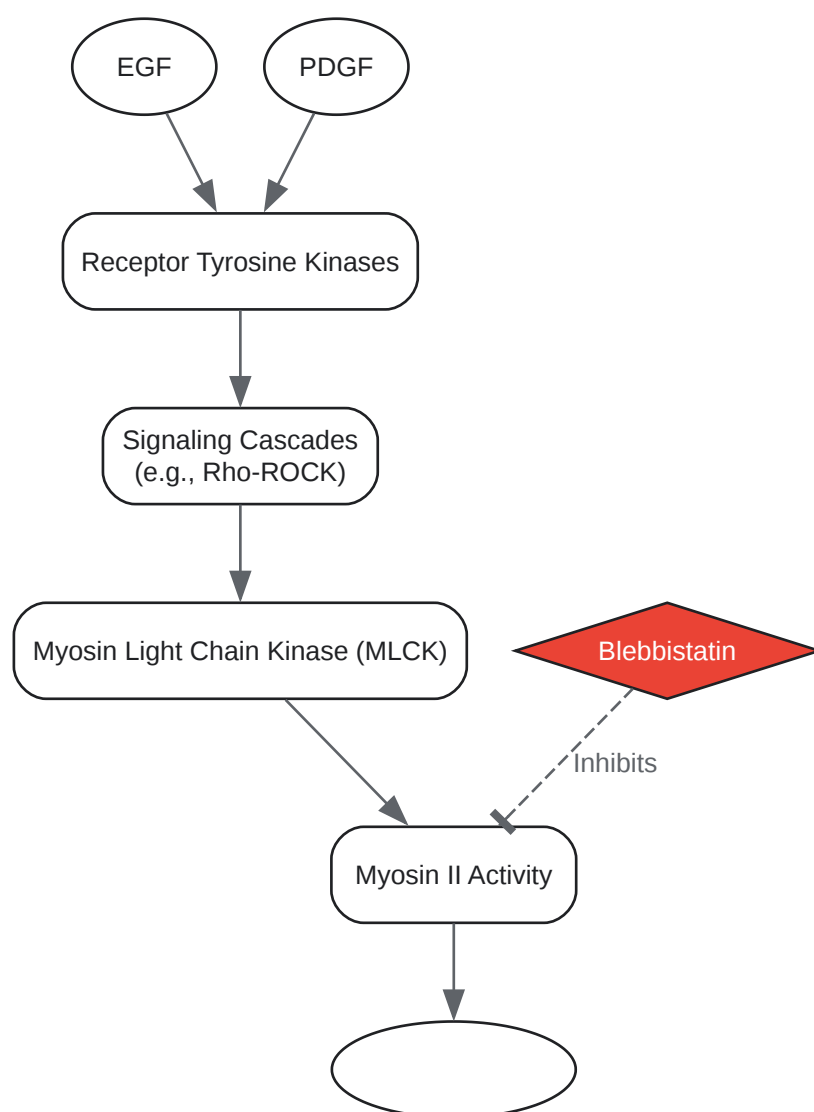 EGF
PDGF
Receptor Tyrosine Kinases
Signaling Cascades
(e.g., Rho-ROCK)
Myosin Light Chain Kinase (MLCK)
Blebbistatin
Inhibits
Myosin II Activity